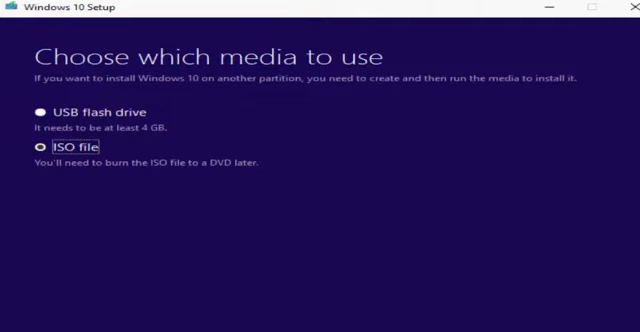 Windows 10 Setup
Choose which media to use
If you want to install Windows 10 on another partition, you need to create and then run the media to install it.
USB flash drive
It needs to be at least 4 GB.
ISO file
You'll need to burn the ISO file to a DVD later.